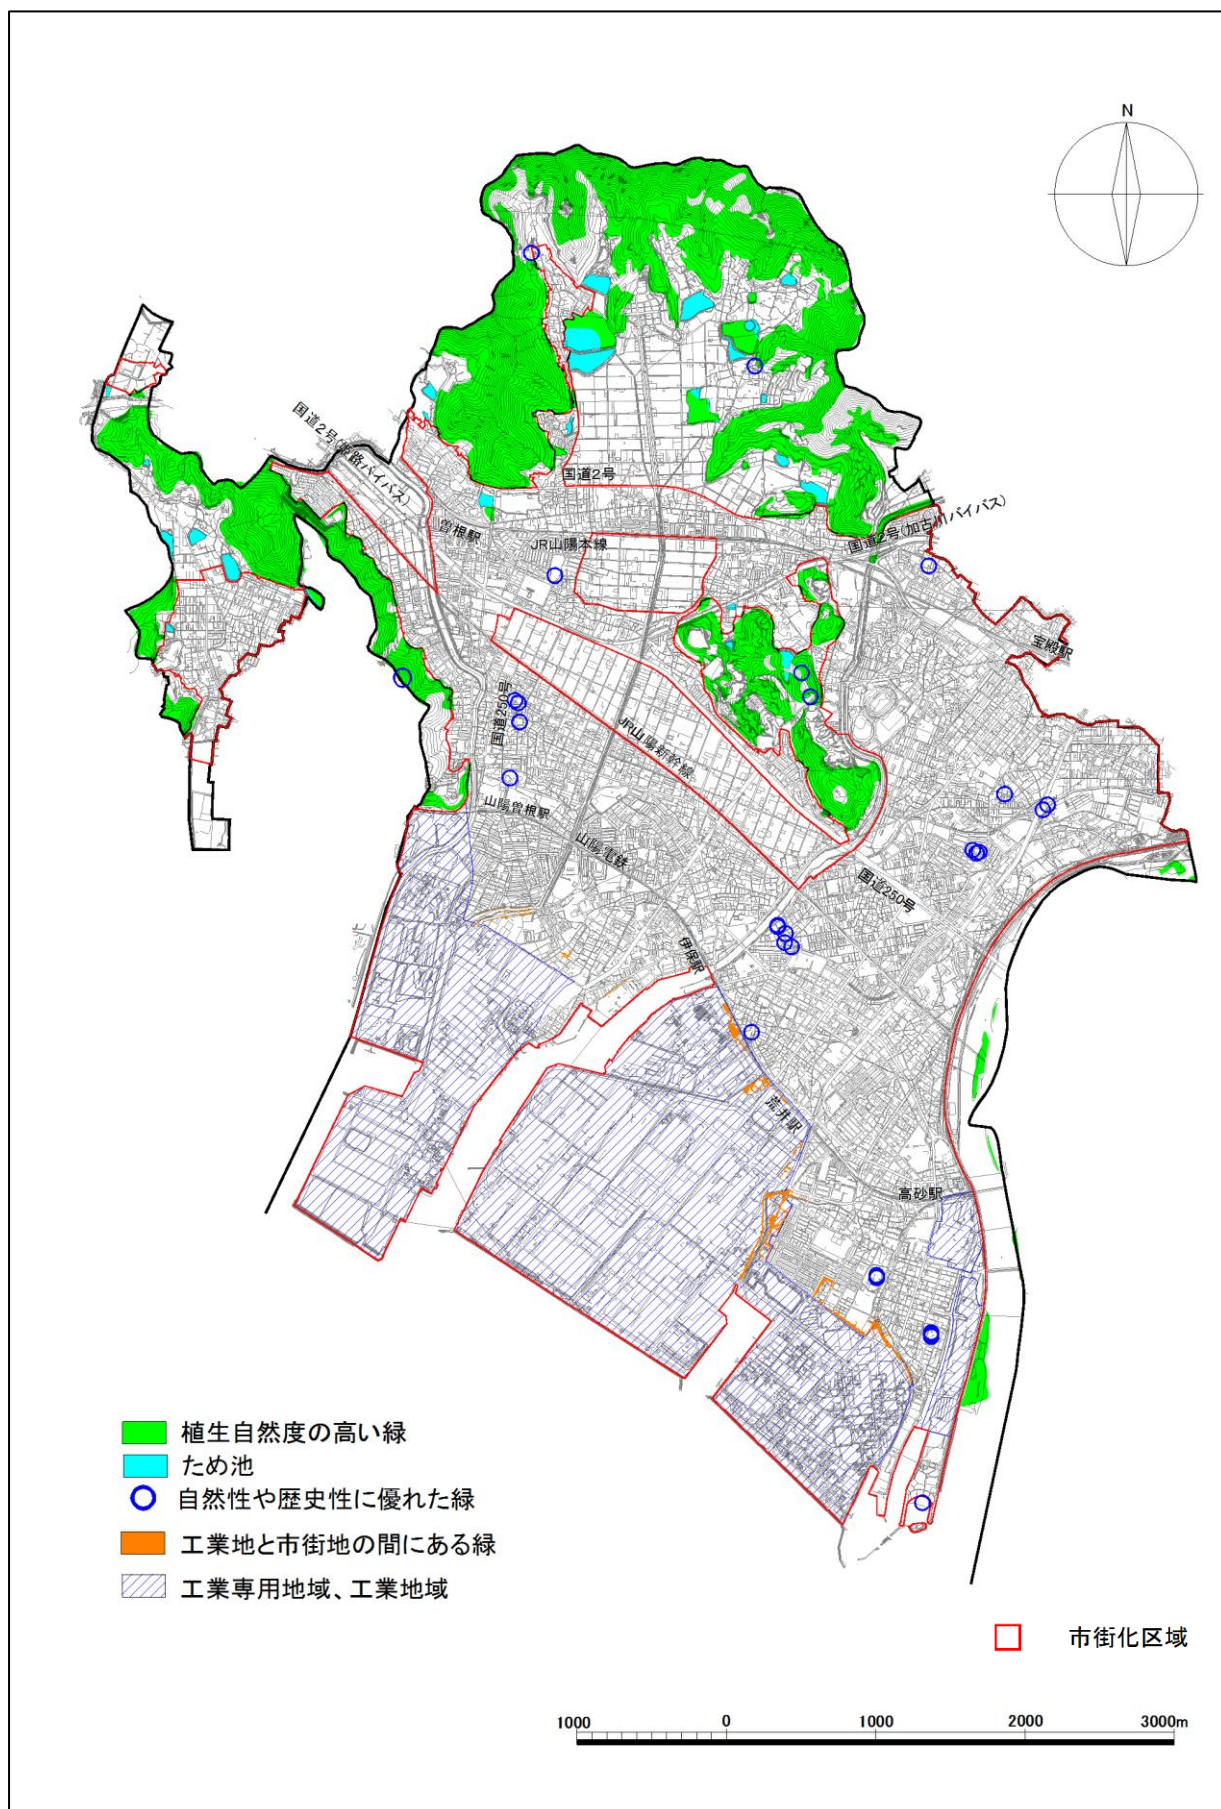 N
国道2号(姫路バイパス)
国道2号
曽根駅
JR山陽本線
国道2号(加古川バイパス)
宝殿駅
国道250号
JR山陽新幹線
山陽曽根駅
山陽電鉄
国道250号
伊保駅
荒井駅
高砂駅
植生自然度の高い緑
ため池
自然性や歴史性に優れた緑
工業地と市街地の間にある緑
工業専用地域、工業地域
市街化区域
1000 0 1000 2000 3000m